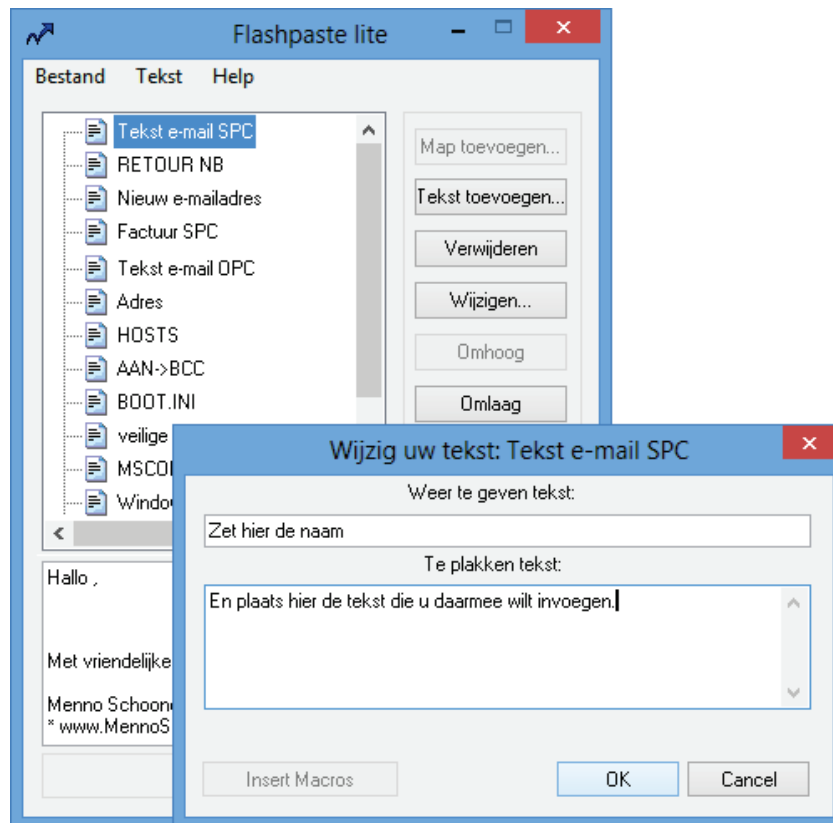 Flashpaste lite
Bestand Tekst Help
Tekst e-mail SPC
RETOUR NB
Nieuw e-mailadres
Factuur SPC
Tekst e-mail OPC
Adres
HOSTS
AAN->BCC
BOOT.INI
veilige
Map toevoegen...
Tekst toevoegen...
Verwijderen
Wijzigen...
Omhoog
Omlaag
Hallo ,
Met vriendelijke
Menno
* www.
Wijzig uw tekst: Tekst e-mail SPC
Weer te geven tekst:
Zet hier de naam
Te plakken tekst:
En plaats hier de tekst die u daarmee wilt invoegen.
Insert Macros OK Cancel